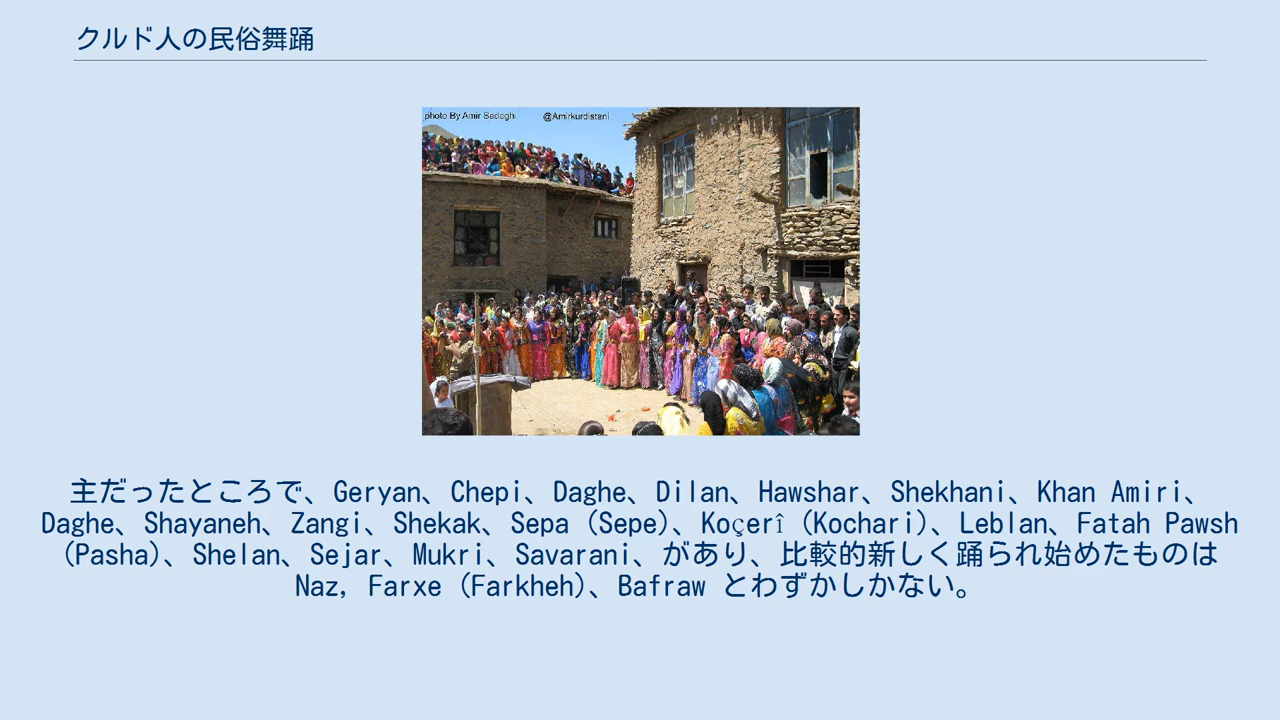 クルド人の民俗舞踊
photo By Amir Sadeghi @Amirkurdistani
主だったところで、Geryan、Chepi、Daghe、Dilan、Hawshar、Shekhani、Khan Amiri、
Daghe、Shayaneh、Zangi、Shekak、Sepa (Sepe)、Koçerî (Kochari)、Leblan、Fatah Pawsh
(Pasha)、Shelan、Sejar、Mukri、Savarani、があり、比較的新しく踊られ始めたものは
Naz, Farxe (Farkheh)、Bafraw とわずかしかない。